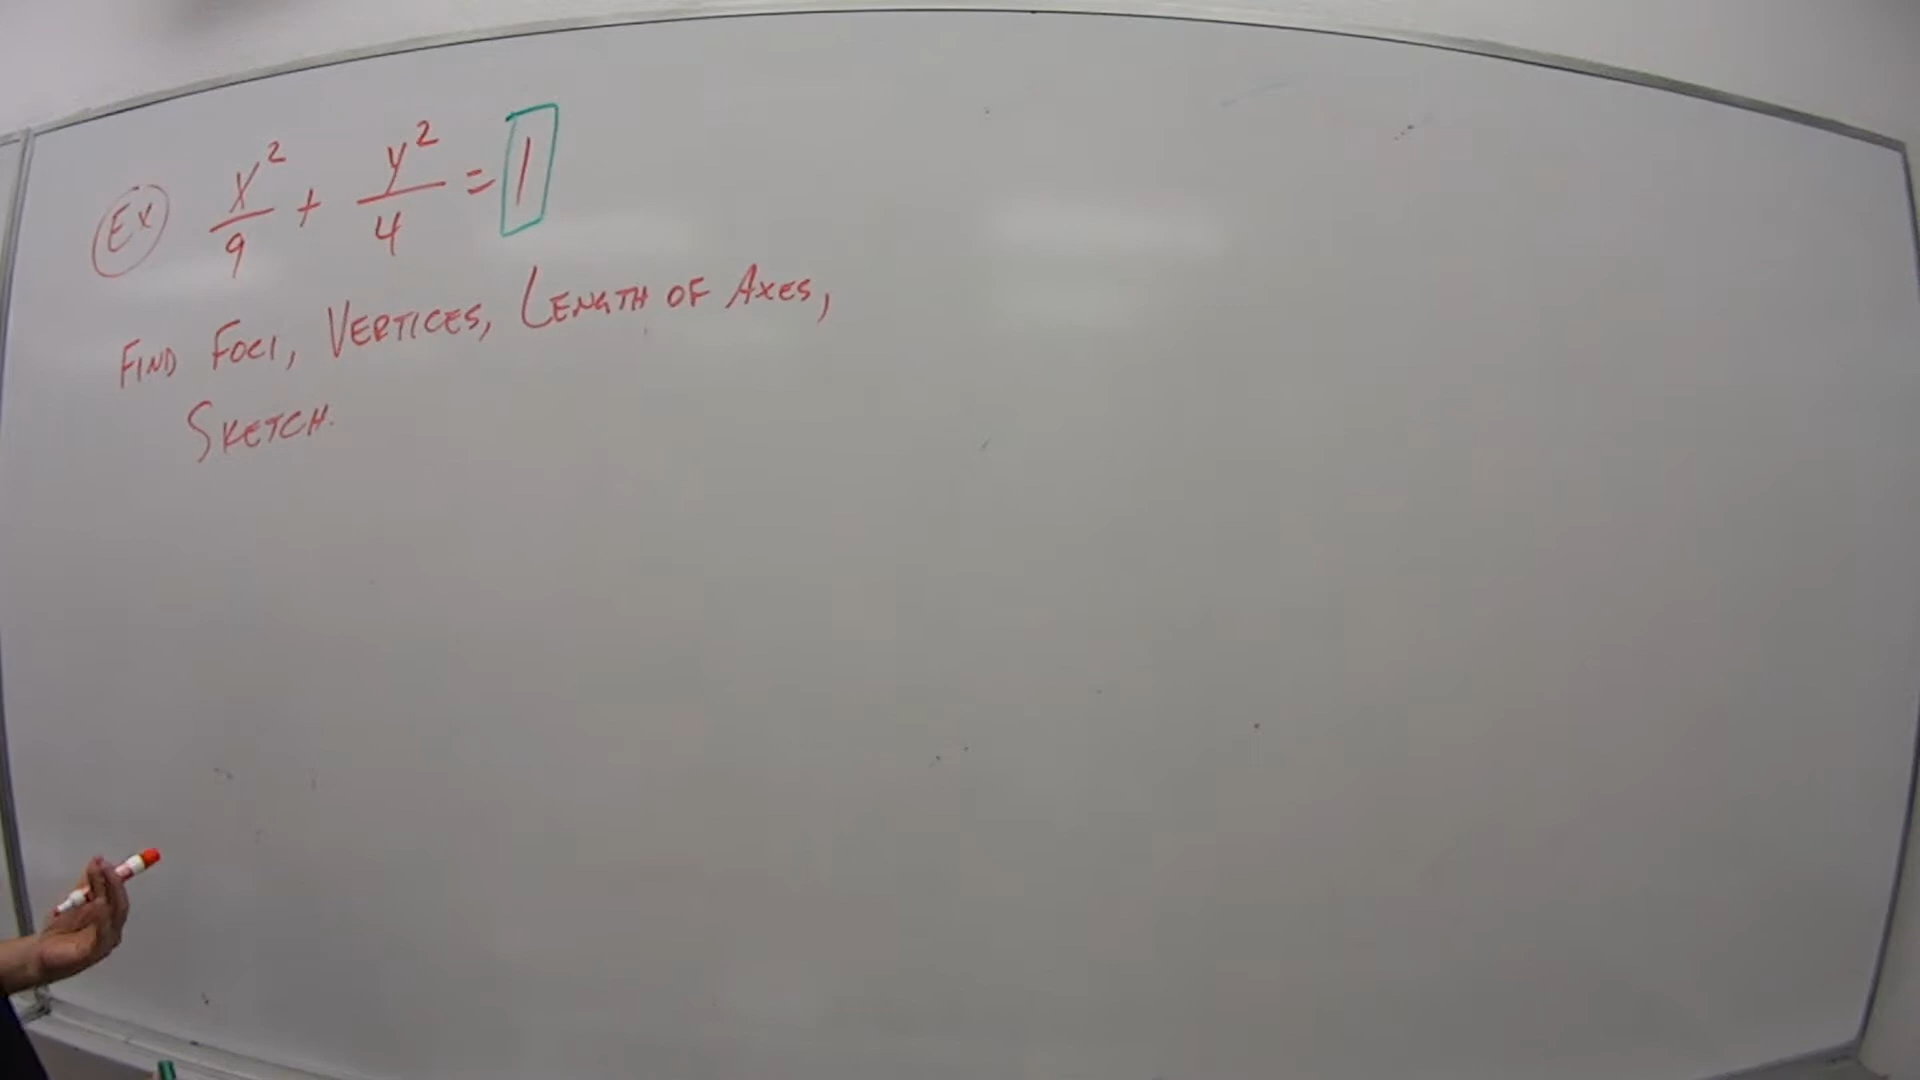 Ex x²/9 + y²/4 = 1
FIND FOCI, VERTICES, LENGTH OF AXES,
SKETCH.